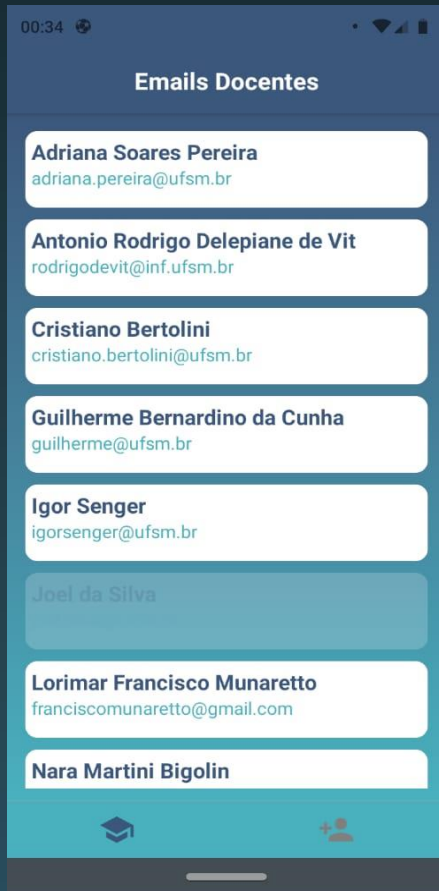 00:34
Emails Docentes
Adriana Soares Pereira
adriana.pereira@ufsm.br
Antonio Rodrigo Delepiane de Vit
rodrigodevit@inf.ufsm.br
Cristiano Bertolini
cristiano.bertolini@ufsm.br
Guilherme Bernardino da Cunha
guilherme@ufsm.br
Igor Senger
igorsenger@ufsm.br
Joel da Silva
Lorimar Francisco Munaretto
franciscomunaretto@gmail.com
Nara Martini Bigolin